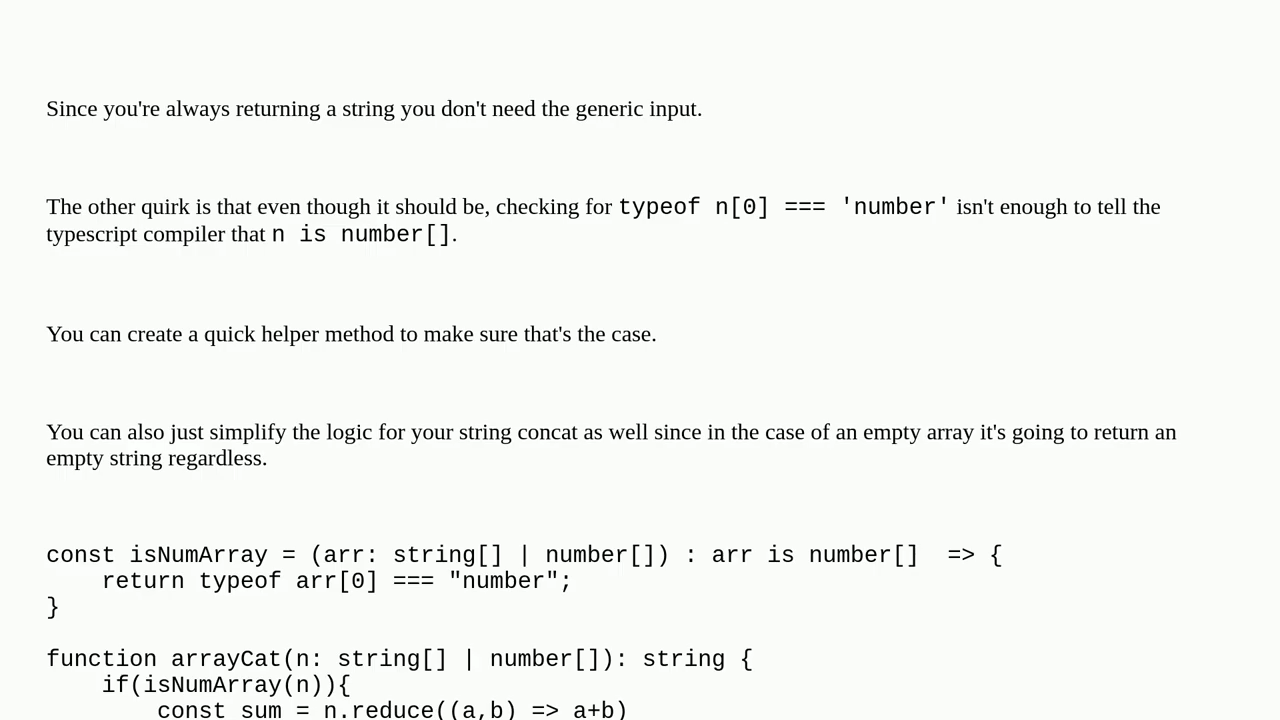 Since you're always returning a string you don't need the generic input.
The other quirk is that even though it should be, checking for typeof n[0] === 'number' isn't enough to tell the
typescript compiler that n is number[].
You can create a quick helper method to make sure that's the case.
You can also just simplify the logic for your string concat as well since in the case of an empty array it's going to return an
empty string regardless.
const isNumArray = (arr: string[] | number[]) : arr is number[]  => {
    return typeof arr[0] === "number";
}
function arrayCat(n: string[] | number[]): string {
    if(isNumArray(n)){
        const sum = n.reduce((a,b) => a+b)